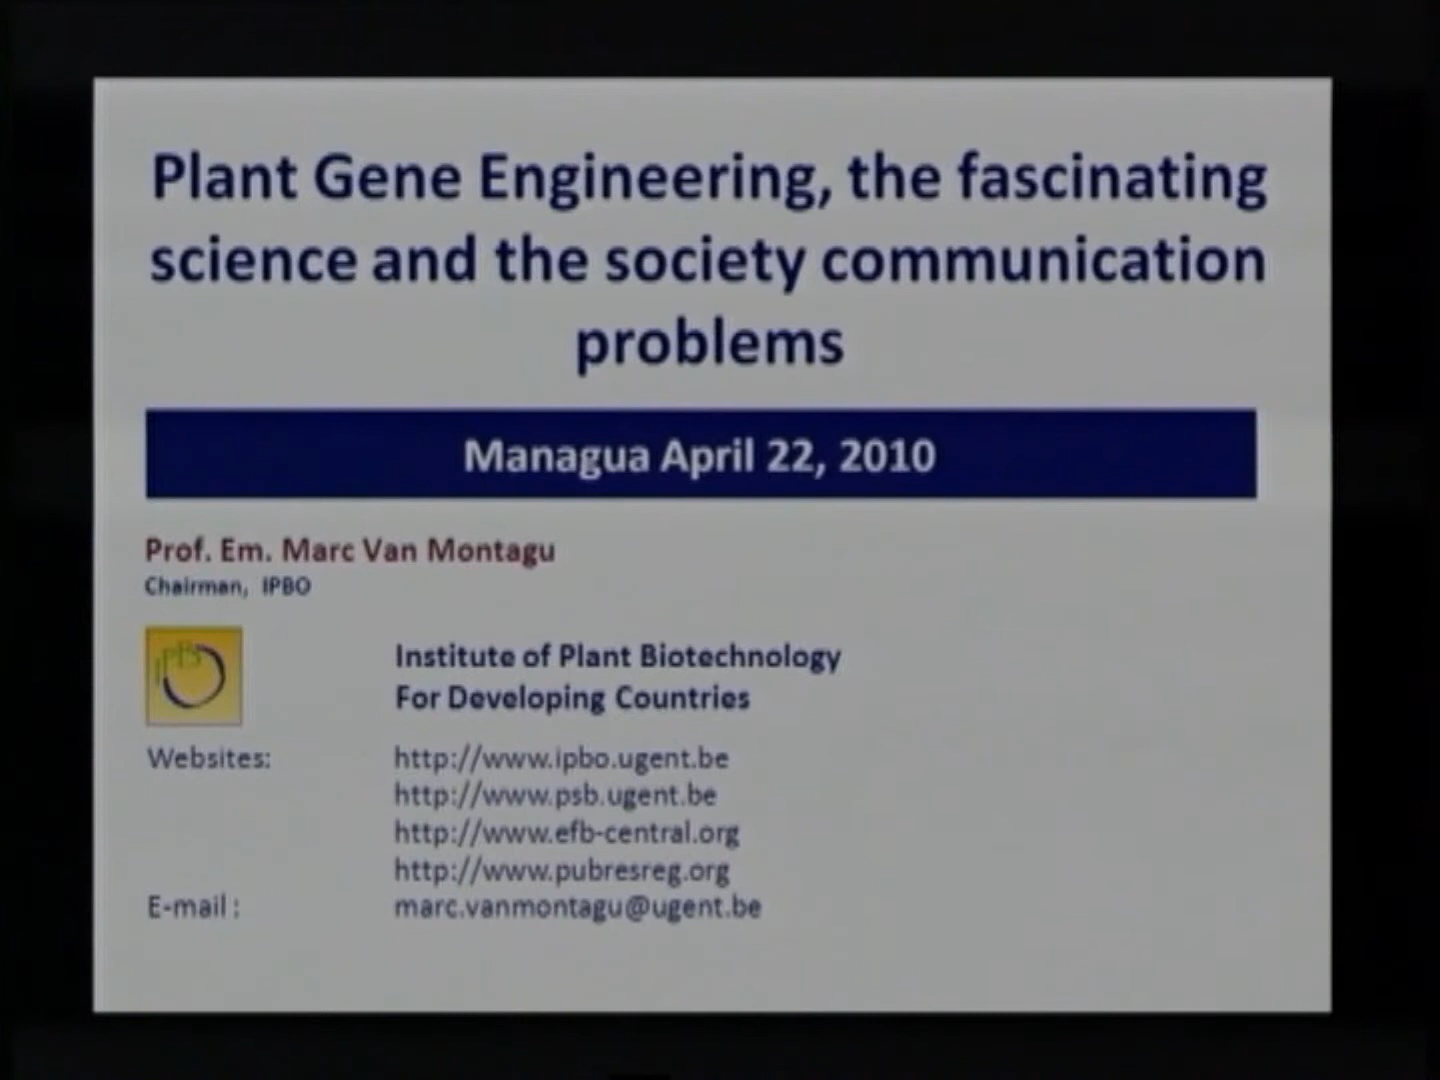 Plant Gene Engineering, the fascinating
science and the society communication
problems
Managua April 22, 2010
Prof. Em. Marc Van Montagu
Chairman, IPBO
IPBO
Institute of Plant Biotechnology
For Developing Countries
Websites: http://www.ipbo.ugent.be
http://www.psb.ugent.be
http://www.efb-central.org
http://www.pubresreg.org
E-mail : marc.vanmontagu@ugent.be